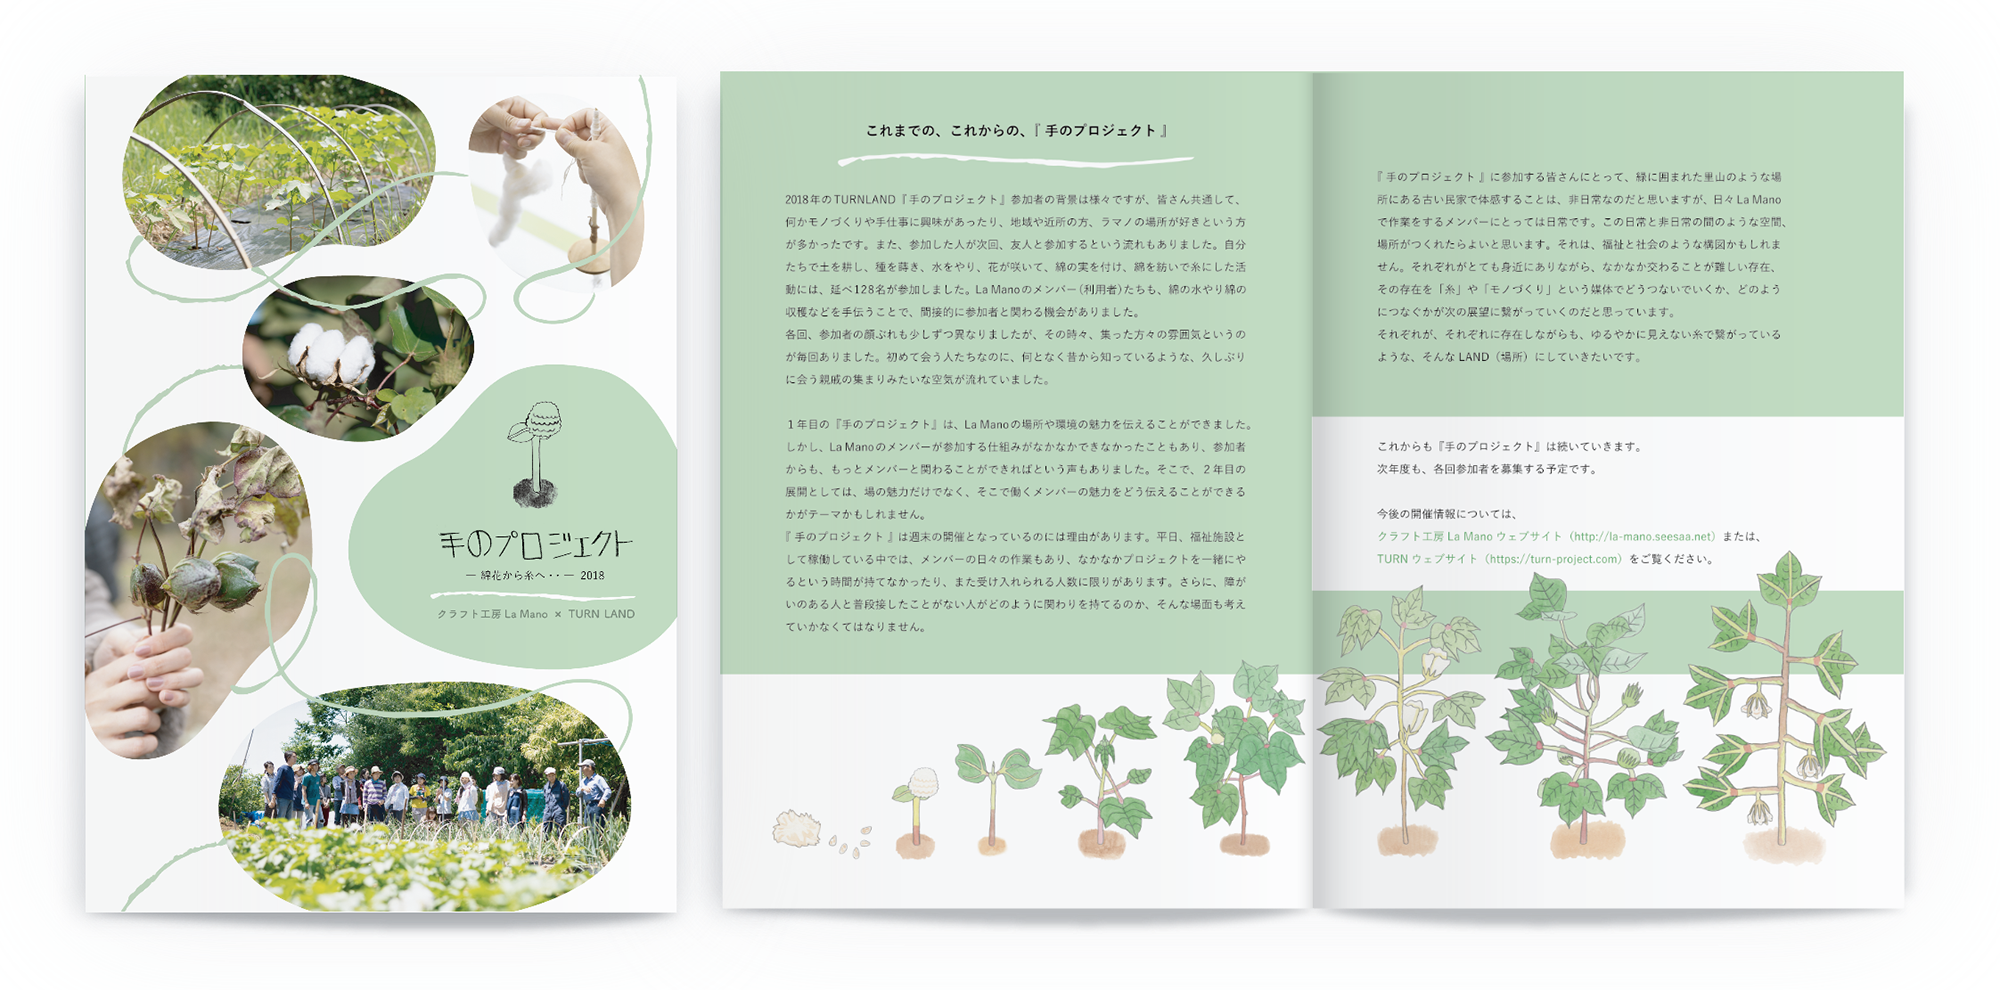 手のプロジェクト
― 綿花から糸へ・・― 2018
クラフト工房 La Mano × TURN LAND
これまでの、これからの、『 手のプロジェクト 』
2018年のTURNLAND『手のプロジェクト』参加者の背景は様々ですが、皆さん共通して、
何かモノづくりや手仕事に興味があったり、地域や近所の方、ラマノの場所が好きという方
が多かったです。また、参加した人が次回、友人と参加するという流れもありました。自分
たちで土を耕し、種を蒔き、水をやり、花が咲いて、綿の実を付け、綿を紡いで糸にした活
動には、延べ128名が参加しました。La Manoのメンバー（利用者）たちも、綿の水やり綿の
収穫などを手伝うことで、間接的に参加者と関わる機会がありました。
各回、参加者の顔ぶれも少しずつ異なりましたが、その時々、集った方々の雰囲気というの
が毎回ありました。初めて会う人たちなのに、何となく昔から知っているような、久しぶり
に会う親戚の集まりみたいな空気が流れていました。
１年目の『手のプロジェクト』は、La Manoの場所や環境の魅力を伝えることができました。
しかし、La Manoのメンバーが参加する仕組みがなかなかできなかったこともあり、参加者
からも、もっとメンバーと関わることができればという声もありました。そこで、２年目の
展開としては、場の魅力だけでなく、そこで働くメンバーの魅力をどう伝えることができる
かがテーマかもしれません。
『 手のプロジェクト 』は週末の開催となっているのには理由があります。平日、福祉施設と
して稼働している中では、メンバーの日々の作業もあり、なかなかプロジェクトを一緒にや
るという時間が持てなかったり、また受け入れられる人数に限りがあります。さらに、障が
いのある人と普段接したことがない人がどのように関わりを持てるのか、そんな場面も考え
ていかなくてはなりません。
『 手のプロジェクト 』に参加する皆さんにとって、緑に囲まれた里山のような場
所にある古い民家で体感することは、非日常なのだと思いますが、日々La Mano
で作業をするメンバーにとっては日常です。この日常と非日常の間のような空間、
場所がつくれたらよいと思います。それは、福祉と社会のような構図かもしれま
せん。それぞれがとても身近にありながら、なかなか交わることが難しい存在、
その存在を「糸」や「モノづくり」という媒体でどうつないでいくか、どのよう
につなぐかが次の展望に繋がっていくのだと思っています。
それぞれが、それぞれに存在しながらも、ゆるやかに見えない糸で繋がっている
ような、そんな LAND（場所）にしていきたいです。
これからも『手のプロジェクト』は続いていきます。
次年度も、各回参加者を募集する予定です。
今後の開催情報については、
クラフト工房 La Mano ウェブサイト（http://la-mano.seesaa.net）または、
TURN ウェブサイト（https://turn-project.com）をご覧ください。